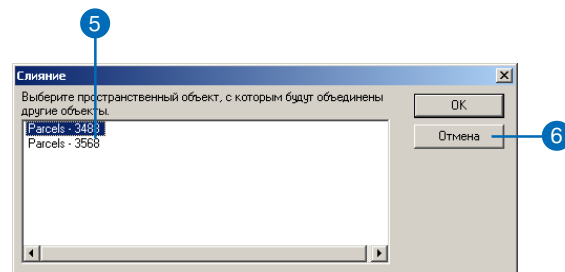 5
Слияние
Выберите пространственный объект, с которым будут объединены
другие объекты.
OK
Parcels - 3488
Отмена
6
Parcels - 3568